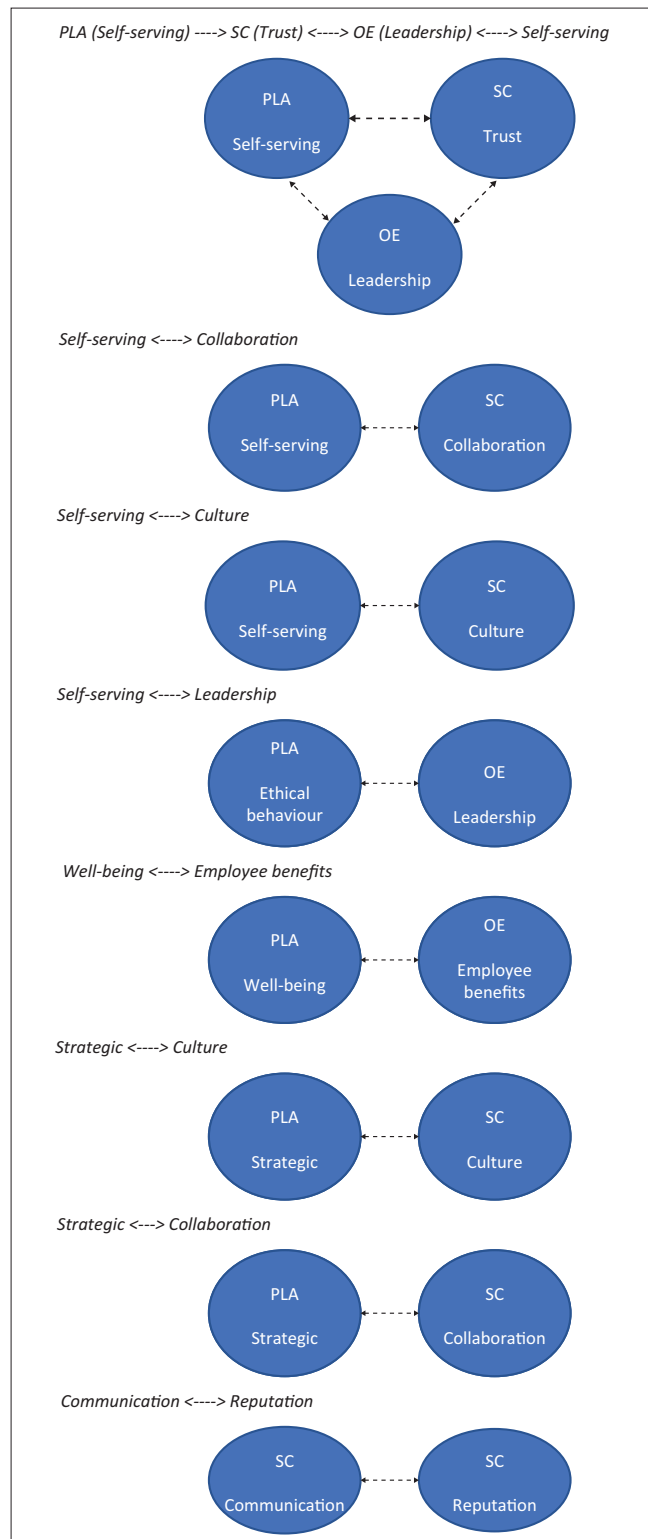 PLA (Self-serving) ----> SC (Trust) <----> OE (Leadership) <----> Self-serving
PLA
Self-serving
SC
Trust
OE
Leadership
Self-serving <----> Collaboration
PLA
Self-serving
SC
Collaboration
Self-serving <----> Culture
PLA
Self-serving
SC
Culture
Self-serving <----> Leadership
PLA
Ethical
behaviour
OE
Leadership
Well-being <----> Employee benefits
PLA
Well-being
OE
Employee
benefits
Strategic <----> Culture
PLA
Strategic
SC
Culture
Strategic <---> Collaboration
PLA
Strategic
SC
Collaboration
Communication <----> Reputation
SC
Communication
SC
Reputation